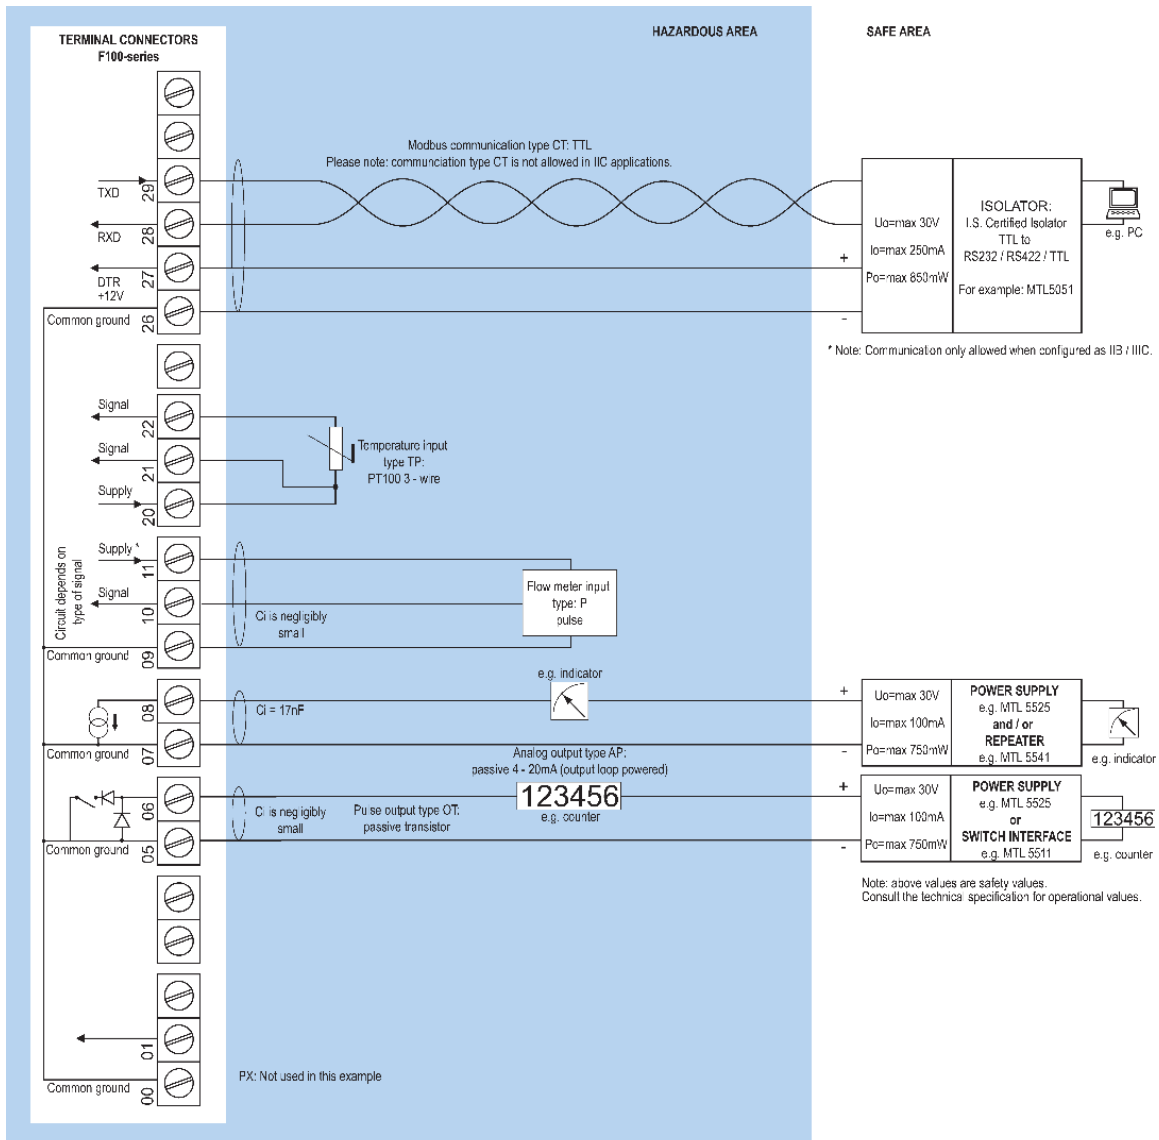 HAZARDOUS AREA
SAFE AREA
TERMINAL CONNECTORS
F100-series
Modbus communication type CT: TTL
Please note: communciation type CT is not allowed in IIC applications.
TXD
29
RXD
28
DTR
+12V
27
Common ground
26
+
-
Uo=max 30V
Io=max 250mA
Po=max 850mW
ISOLATOR:
I.S. Certified Isolator
TTL to
RS232 / RS422 / TTL
For example: MTL5051
e.g. PC
* Note: Communication only allowed when configured as IIB / IIIC.
Signal
22
Signal
21
Supply
20
Temperature input
type TP:
PT100 3 - wire
Circuit depends on
type of signal
Supply *
11
Signal
10
Common ground
09
Ci is negligibly
small
Flow meter input
type: P
pulse
08
Common ground
07
Ci = 17nF
e.g. indicator
Analog output type AP:
passive 4 - 20mA (output loop powered)
+
-
Uo=max 30V
Io=max 100mA
Po=max 750mW
POWER SUPPLY
e.g. MTL 5525
and / or
REPEATER
e.g. MTL 5541
e.g. indicator
06
Common ground
05
Ci is negligibly
small
Pulse output type OT:
passive transistor
123456
e.g. counter
+
-
Uo=max 30V
Io=max 100mA
Po=max 750mW
POWER SUPPLY
e.g. MTL 5525
or
SWITCH INTERFACE
e.g. MTL 5511
123456
e.g. counter
Note: above values are safety values.
Consult the technical specification for operational values.
01
Common ground
00
PX: Not used in this example